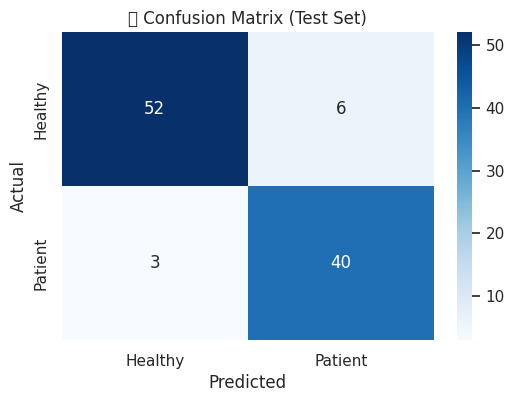 ▯ Confusion Matrix (Test Set)
Actual
Healthy
Patient
52
6
3
40
Healthy
Patient
Predicted
50
40
30
20
10